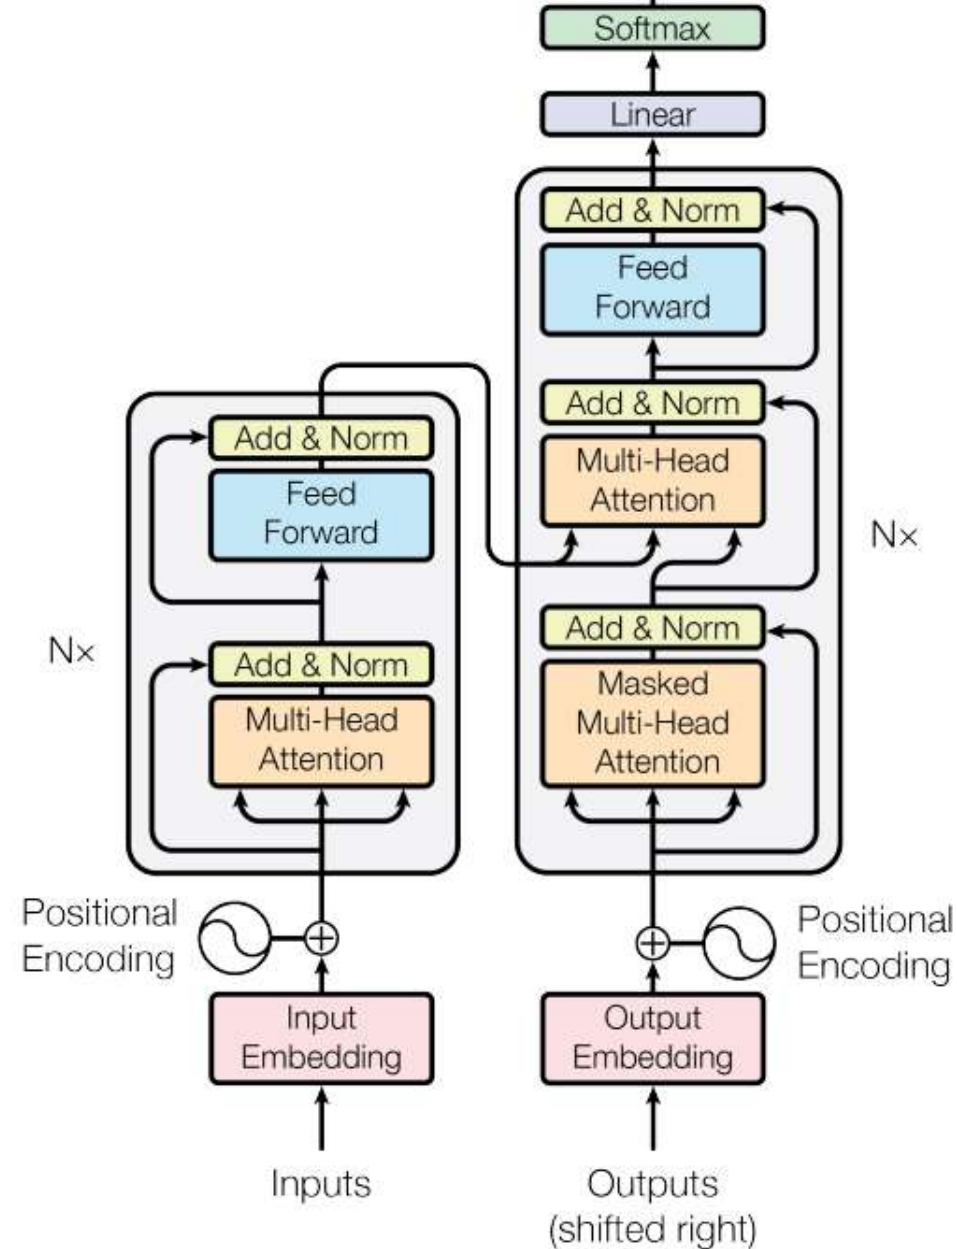 Softmax
Linear
Add & Norm
Feed
Forward
Add & Norm
Multi-Head
Attention
Nx
Add & Norm
Masked
Multi-Head
Attention
Add & Norm
Feed
Forward
N×
Add & Norm
Multi-Head
Attention
Positional
Encoding
Positional
Encoding
Input
Embedding
Output
Embedding
Inputs
Outputs
(shifted right)